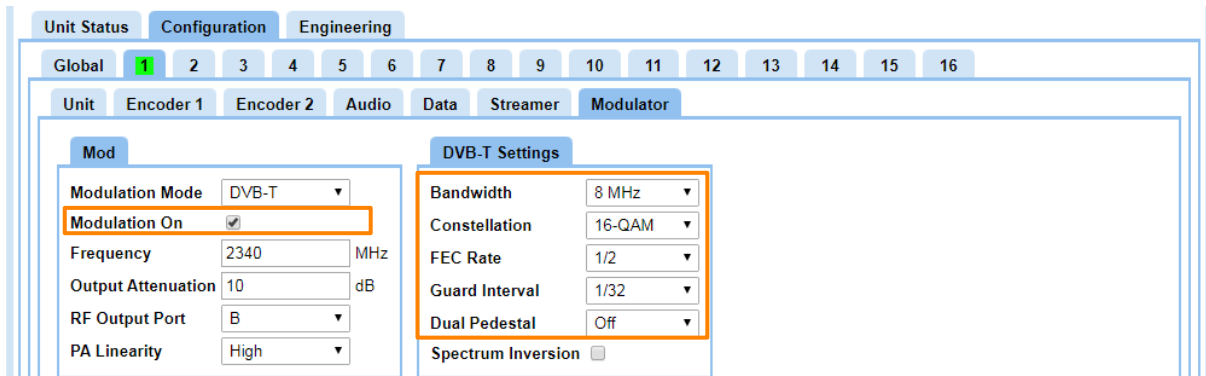 Unit Status Configuration Engineering
Global 1 2 3 4 5 6 7 8 9 10 11 12 13 14 15 16
Unit Encoder 1 Encoder 2 Audio Data Streamer Modulator
Mod
Modulation Mode DVB-T
Modulation On
Frequency 2340 MHz
Output Attenuation 10 dB
RF Output Port B
PA Linearity High
DVB-T Settings
Bandwidth 8 MHz
Constellation 16-QAM
FEC Rate 1/2
Guard Interval 1/32
Dual Pedestal Off
Spectrum Inversion